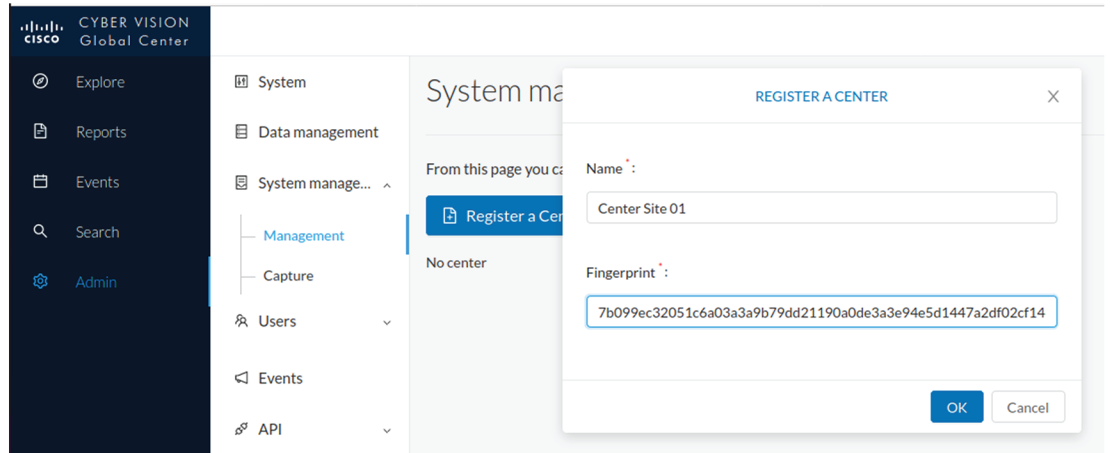 CISCO
CYBER VISION
Global Center
Explore
Reports
Events
Search
Admin
System
Data management
System manage...
Management
Capture
Users
Events
API
System ma
From this page you ca
Register a Cen
No center
REGISTER A CENTER
Name * :
Center Site 01
Fingerprint * :
7b099ec32051c6a03a3a9b79dd21190a0de3a3e94e5d1447a2df02cf14
OK
Cancel